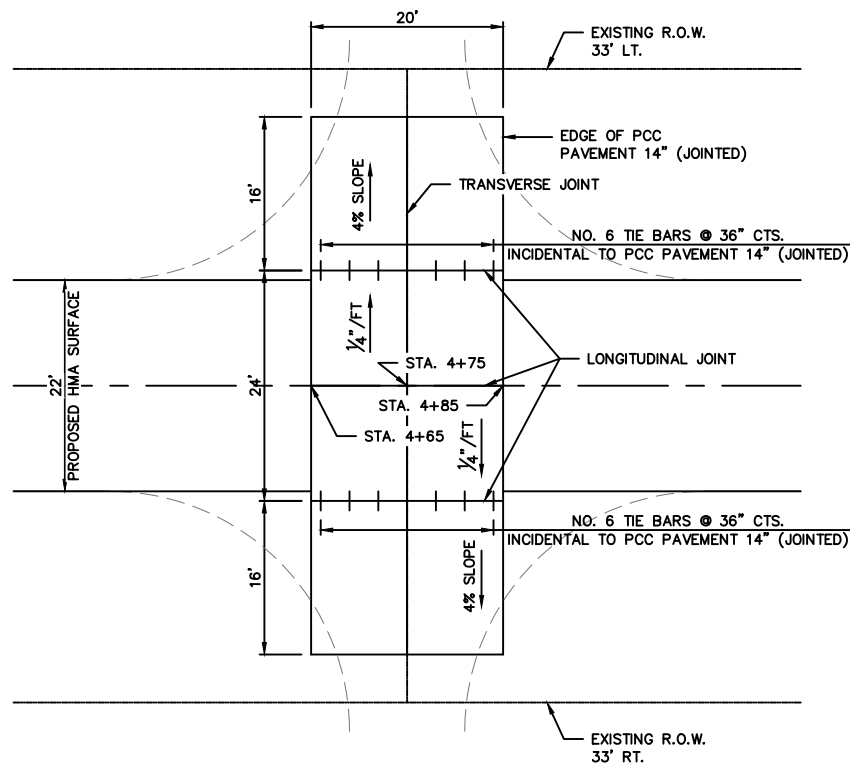 20'
EXISTING R.O.W.
33' LT.
EDGE OF PCC
PAVEMENT 14" (JOINTED)
16'
4% SLOPE
TRANSVERSE JOINT
NO. 6 TIE BARS @ 36" CTS.
INCIDENTAL TO PCC PAVEMENT 14" (JOINTED)
22'
PROPOSED HMA SURFACE
24'
1/4"/FT
STA. 4+75
LONGITUDINAL JOINT
STA. 4+85
STA. 4+65
1/4"/FT
NO. 6 TIE BARS @ 36" CTS.
INCIDENTAL TO PCC PAVEMENT 14" (JOINTED)
16'
4% SLOPE
EXISTING R.O.W.
33' RT.